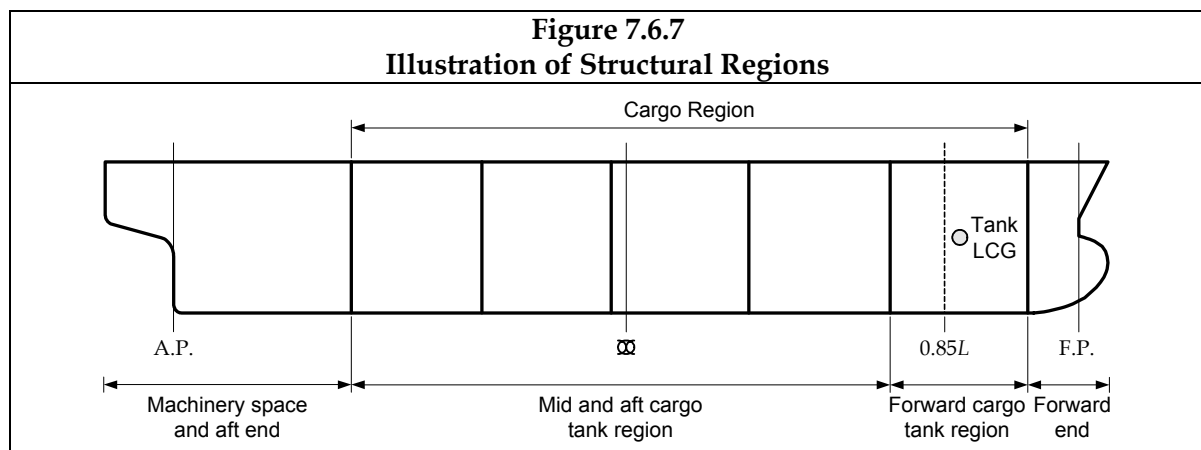 Figure 7.6.7
Illustration of Structural Regions
Cargo Region
Tank
LCG
A.P.
0.85L
F.P.
Machinery space
and aft end
Mid and aft cargo
tank region
Forward cargo
tank region
Forward
end